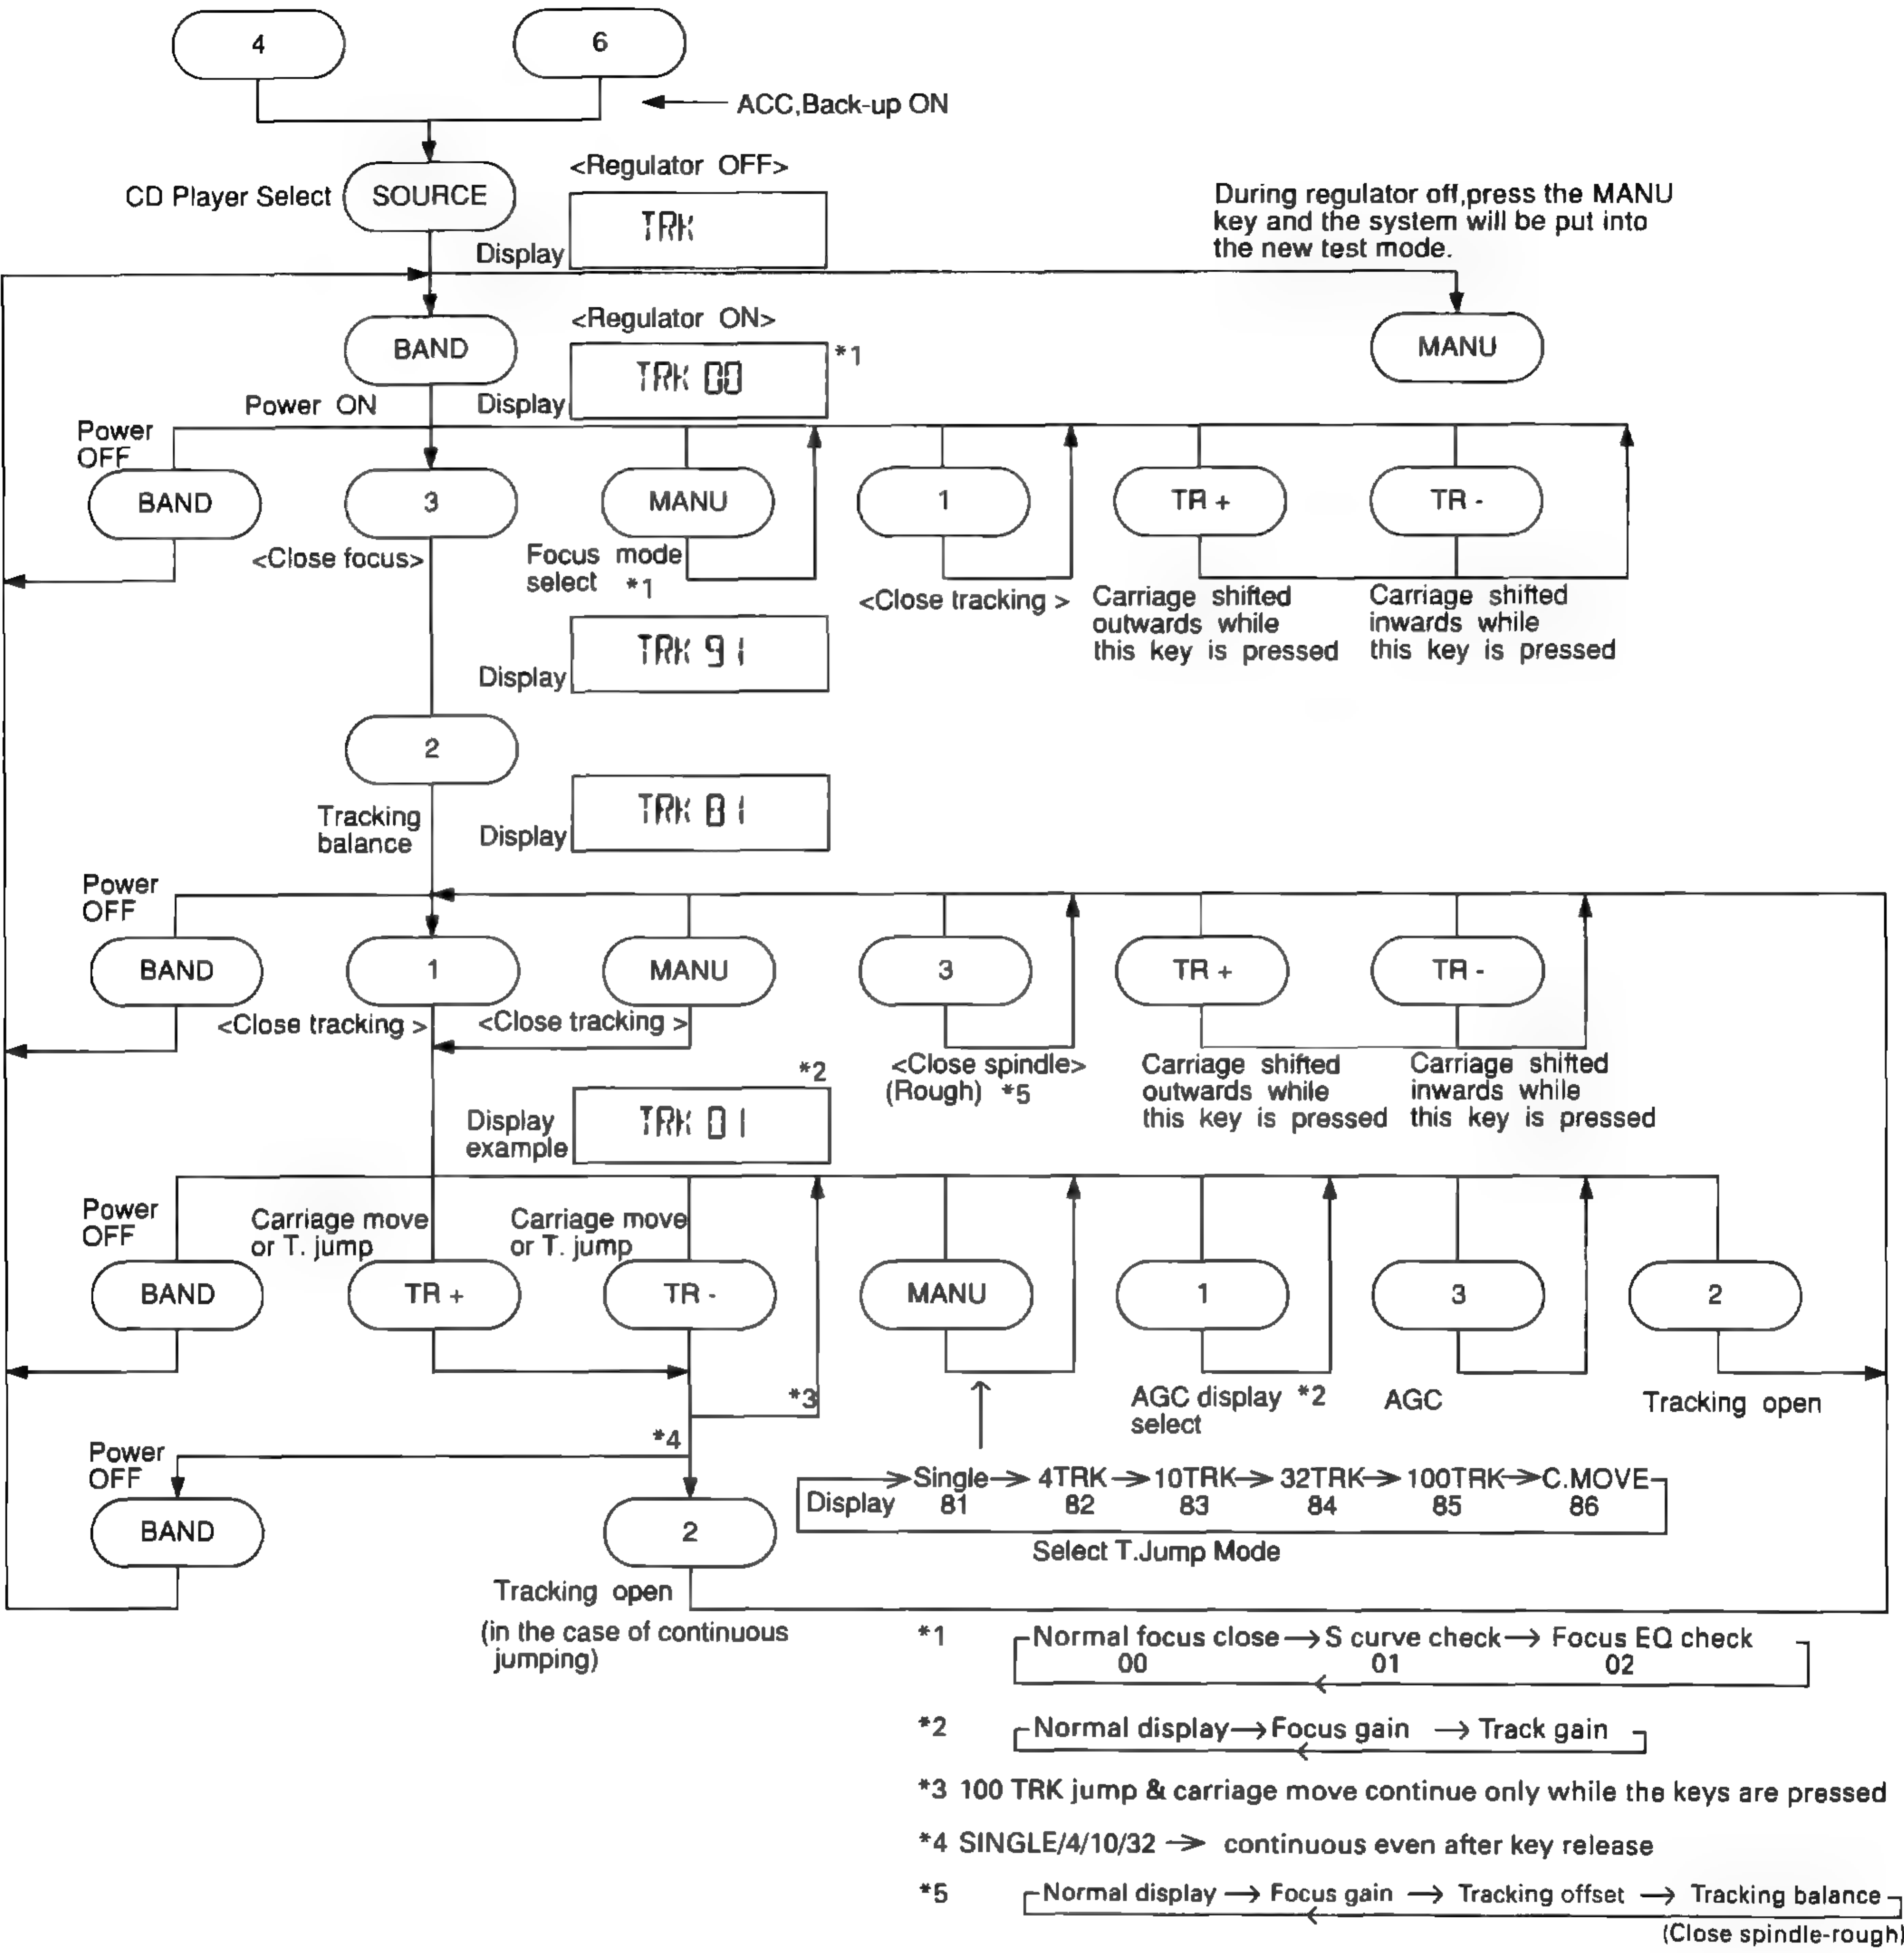 4
6
ACC,Back-up ON
<Regulator OFF>
CD Player Select
SOURCE
TRK
Display
During regulator off,press the MANU
key and the system will be put into
the new test mode.
<Regulator ON>
BAND
TRK 00
*1
MANU
Power ON
Display
Power
OFF
BAND
3
MANU
1
TR +
TR -
<Close focus>
Focus mode
select *1
<Close tracking >
Carriage shifted
outwards while
this key is pressed
Carriage shifted
inwards while
this key is pressed
TRK 91
Display
2
Tracking
balance
TRK 81
Display
Power
OFF
BAND
1
MANU
3
TR +
TR -
<Close tracking >
<Close tracking >
<Close spindle>
(Rough) *5
Carriage shifted
outwards while
this key is pressed
Carriage shifted
inwards while
this key is pressed
*2
Display
example
TRK 01
Power
OFF
Carriage move
or T. jump
Carriage move
or T. jump
BAND
TR +
TR -
MANU
1
3
2
*3
AGC display *2
select
AGC
Tracking open
*4
Power
OFF
BAND
2
Single → 4TRK → 10TRK → 32TRK → 100TRK → C.MOVE
Display 81 82 83 84 85 86
Select T.Jump Mode
Tracking open
(in the case of continuous
jumping)
*1 Normal focus close → S curve check → Focus EQ check
00 01 02
*2 Normal display → Focus gain → Track gain
*3 100 TRK jump & carriage move continue only while the keys are pressed
*4 SINGLE/4/10/32 → continuous even after key release
*5 Normal display → Focus gain → Tracking offset → Tracking balance
(Close spindle-rough)